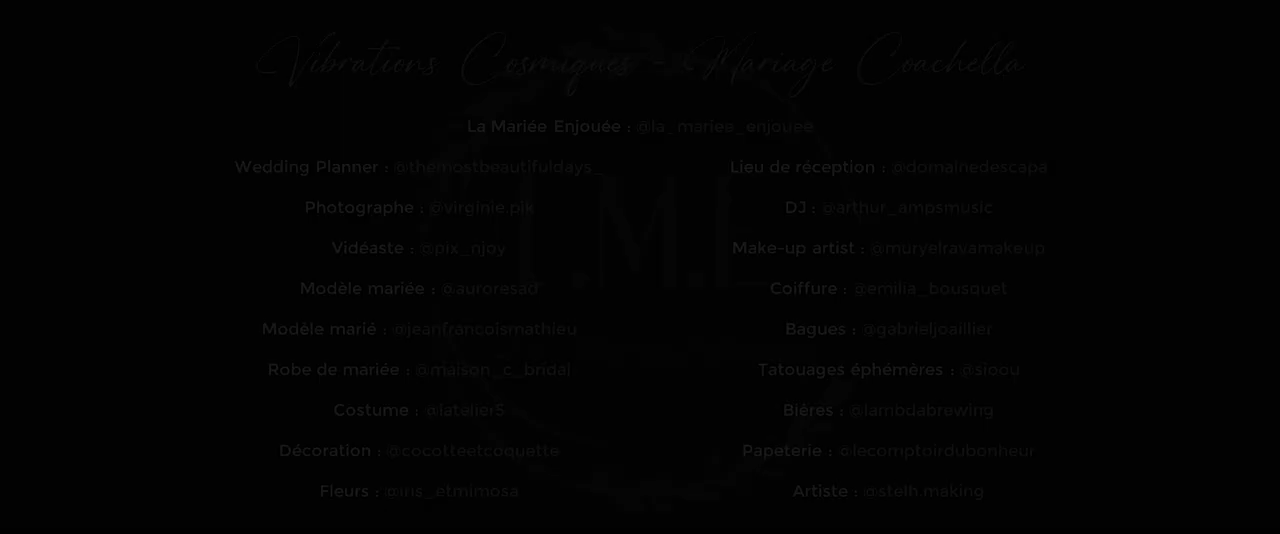 Vibrations Cosmiques - Mariage Coachella
La Mariée Enjouée : @la_mariee_enjouee
Wedding Planner : @themostbeautifuldays_
Lieu de réception : @domainedescapa
Photographe : @virginie.pik
DJ : @arthur_ampsmusic
Vidéaste : @pix_njoy
Make-up artist : @muryelravamakeup
Modèle mariée : @auroresad
Coiffure : @emilia_bousquet
Modèle marié : @jeanfrancoismathieu
Bagues : @gabrieljoaillier
Robe de mariée : @maison_c_bridal
Tatouages éphémères : @sioou
Costume : @latelier5
Bières : @lambdabrewing
Décoration : @cocotteetcoquette
Papeterie : @lecomptoirdubonheur
Fleurs : @iris_etmimosa
Artiste : @stelh.making